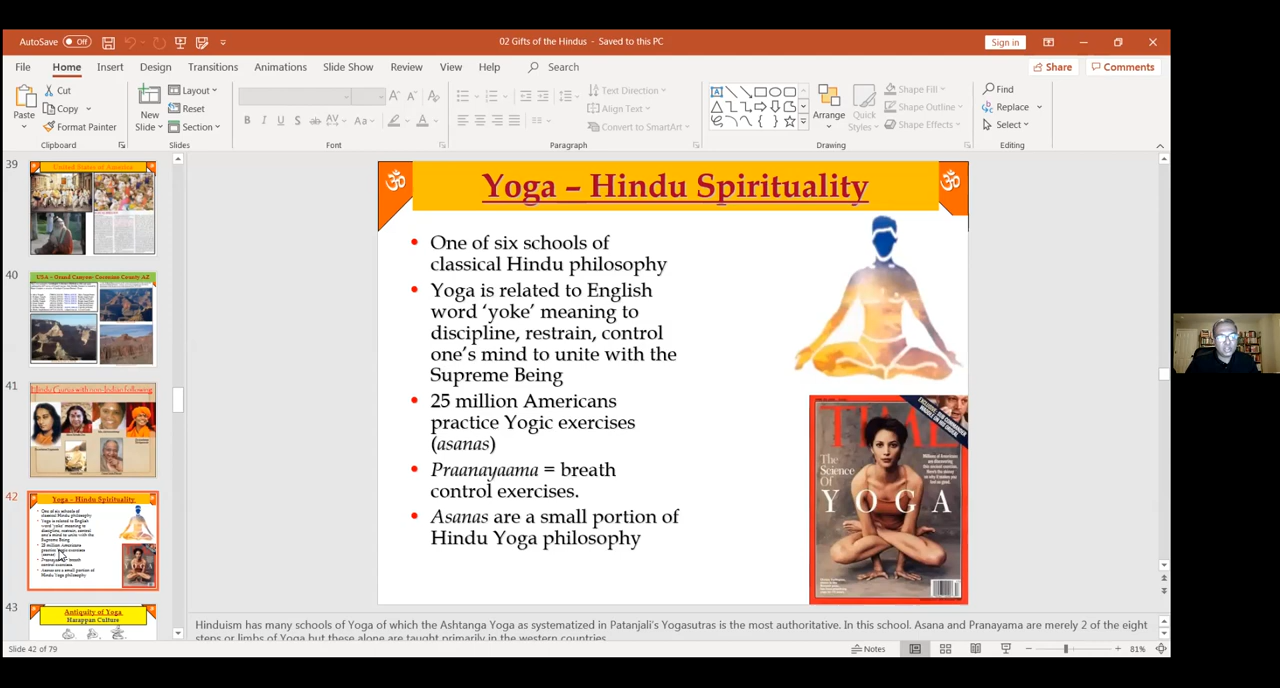 AutoSave Off
02 Gifts of the Hindus - Saved to this PC
Sign in
File Home Insert Design Transitions Animations Slide Show Review View Help Search
Share Comments
Paste
Cut
Copy
Format Painter
Clipboard
New
Slide
Layout
Reset
Section
Slides
Font
Text Direction
Align Text
Convert to SmartArt
Paragraph
Arrange
Quick
Styles
Shape Fill
Shape Outline
Shape Effects
Drawing
Find
Replace
Select
Editing
39
United States of America
40
USA – Grand Canyon: Coconino County AZ
41
Hindu Gurus with non-Indian following
42
Yoga – Hindu Spirituality
43
Antiquity of Yoga
Harappan Culture
ॐ
Yoga – Hindu Spirituality
ॐ
• One of six schools of
classical Hindu philosophy
• Yoga is related to English
word ‘yoke’ meaning to
discipline, restrain, control
one’s mind to unite with the
Supreme Being
• 25 million Americans
practice Yogic exercises
(asanas)
• Praanayaama = breath
control exercises.
• Asanas are a small portion of
Hindu Yoga philosophy
TIME
The
Science
Of
YOGA
Hinduism has many schools of Yoga of which the Ashtanga Yoga as systematized in Patanjali's Yogasutras is the most authoritative. In this school. Asana and Pranayama are merely 2 of the eight
steps or limbs of Yoga but these alone are taught primarily in the western countries.
Slide 42 of 79
Notes
81%